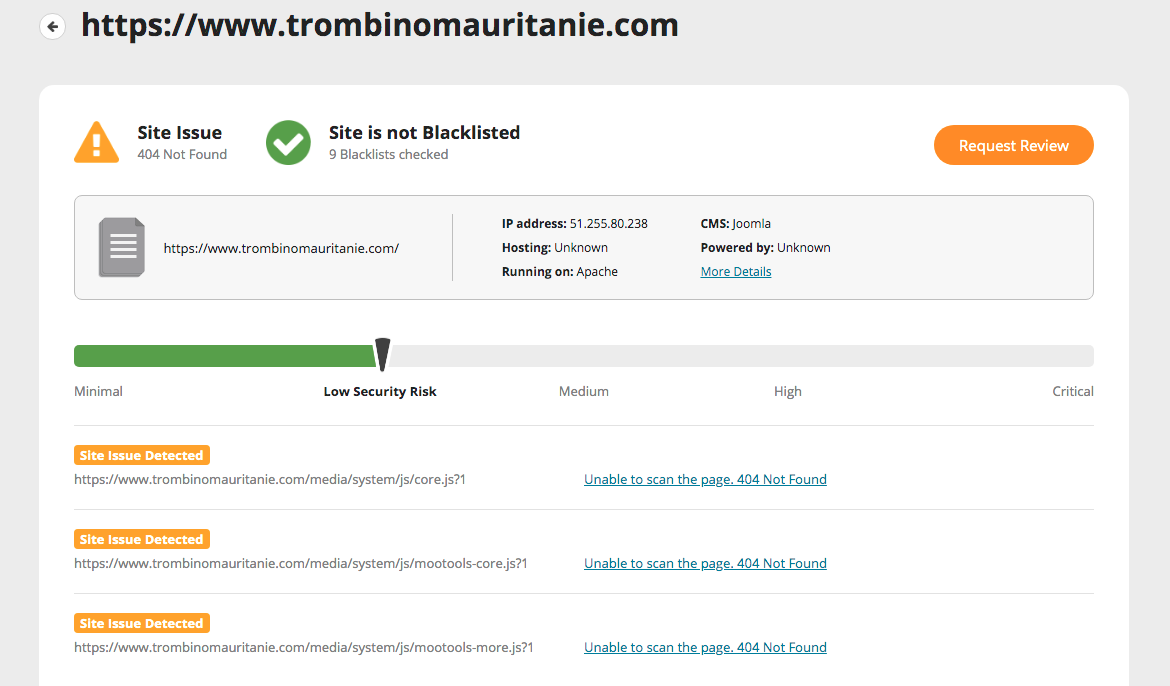 https://www.trombinomauritanie.com
Site Issue
404 Not Found
Site is not Blacklisted
9 Blacklists checked
Request Review
https://www.trombinomauritanie.com/
IP address: 51.255.80.238
Hosting: Unknown
Running on: Apache
CMS: Joomla
Powered by: Unknown
More Details
Minimal
Low Security Risk
Medium
High
Critical
Site Issue Detected
https://www.trombinomauritanie.com/media/system/js/core.js?1
Unable to scan the page. 404 Not Found
Site Issue Detected
https://www.trombinomauritanie.com/media/system/js/mootools-core.js?1
Unable to scan the page. 404 Not Found
Site Issue Detected
https://www.trombinomauritanie.com/media/system/js/mootools-more.js?1
Unable to scan the page. 404 Not Found